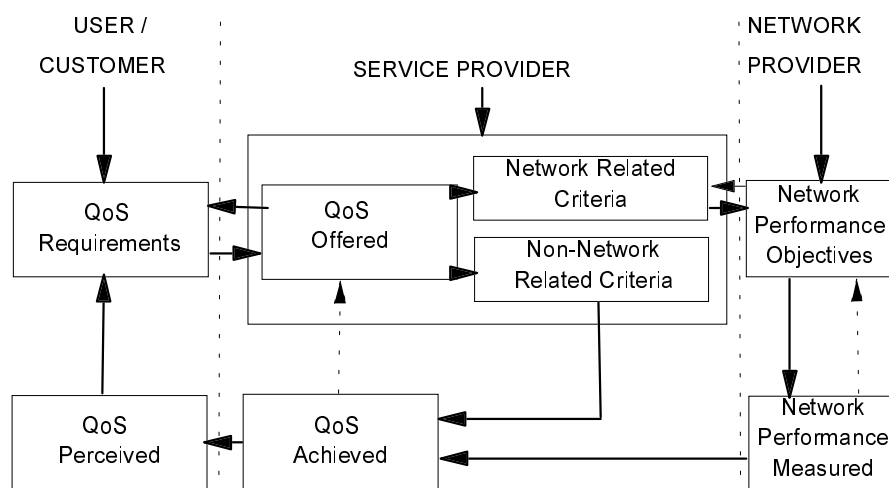 USER /
CUSTOMER
SERVICE PROVIDER
NETWORK
PROVIDER
QoS
Requirements
QoS
Offered
Network Related
Criteria
Non-Network
Related Criteria
Network
Performance
Objectives
QoS
Perceived
QoS
Achieved
Network
Performance
Measured